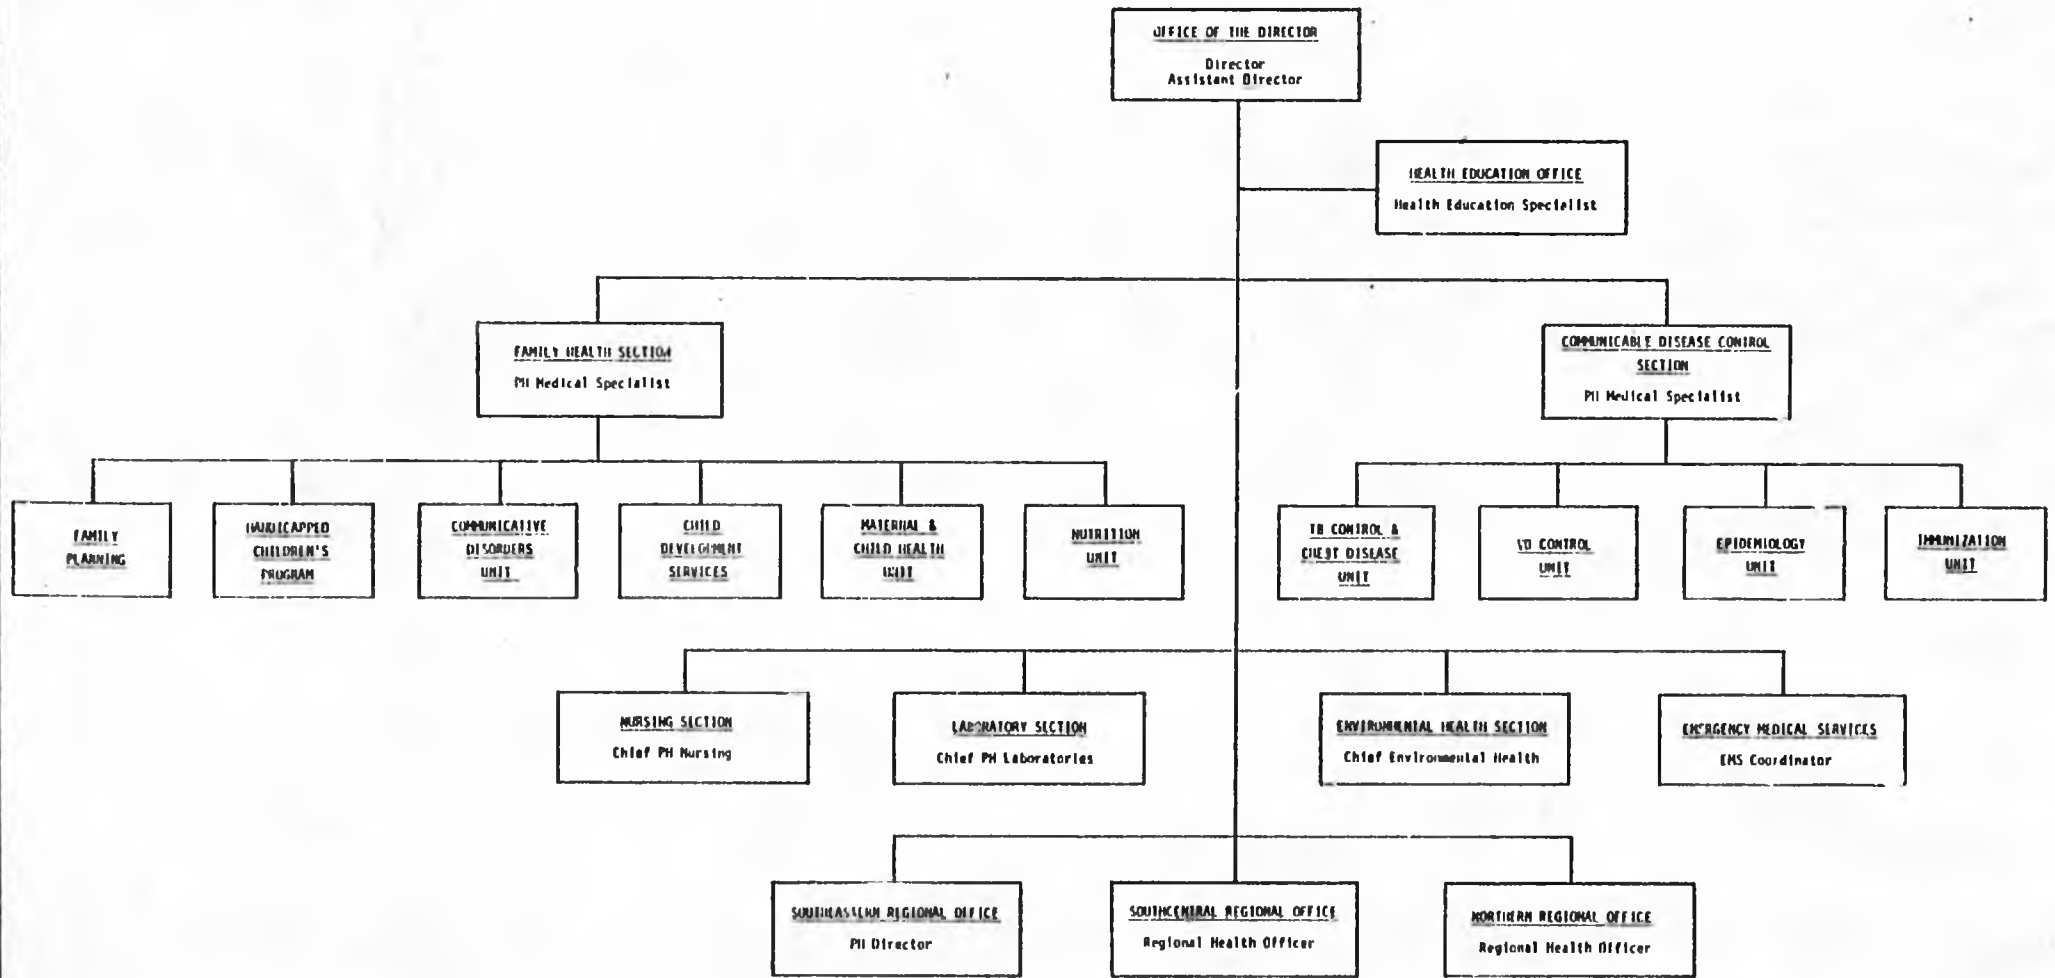 OFFICE OF THE DIRECTOR
Director
Assistant Director
HEALTH EDUCATION OFFICE
Health Education Specialist
FAMILY HEALTH SECTION
PH Medical Specialist
COMMUNICABLE DISEASE CONTROL
SECTION
PH Medical Specialist
FAMILY
PLANNING
HANDICAPPED
CHILDREN'S
PROGRAM
COMMUNICATIVE
DISORDERS
UNIT
CHILD
DEVELOPMENT
SERVICES
MATERNAL &
CHILD HEALTH
UNIT
NUTRITION
UNIT
TB CONTROL &
CHEST DISEASE
UNIT
VD CONTROL
UNIT
EPIDEMIOLOGY
UNIT
IMMUNIZATION
UNIT
NURSING SECTION
Chief PH Nursing
LABORATORY SECTION
Chief PH Laboratories
ENVIRONMENTAL HEALTH SECTION
Chief Environmental Health
EMERGENCY MEDICAL SERVICES
EMS Coordinator
SOUTHEASTERN REGIONAL OFFICE
PH Director
SOUTHCENTRAL REGIONAL OFFICE
Regional Health Officer
NORTHERN REGIONAL OFFICE
Regional Health Officer